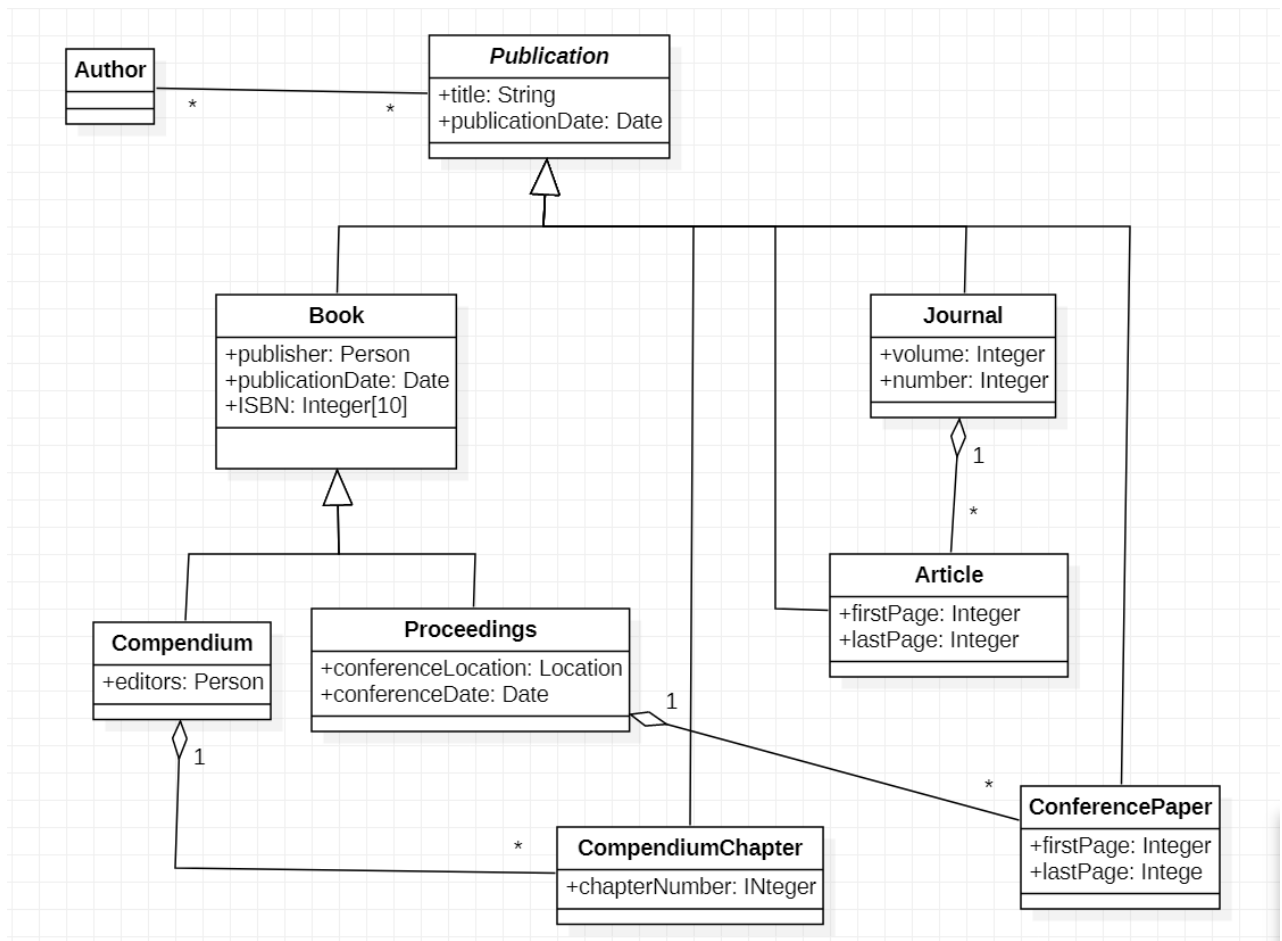 Author
*
*
Publication
+title: String
+publicationDate: Date
Book
+publisher: Person
+publicationDate: Date
+ISBN: Integer[10]
Journal
+volume: Integer
+number: Integer
1
*
Article
+firstPage: Integer
+lastPage: Integer
Compendium
+editors: Person
1
*
Proceedings
+conferenceLocation: Location
+conferenceDate: Date
1
*
CompendiumChapter
+chapterNumber: INteger
ConferencePaper
+firstPage: Integer
+lastPage: Intege